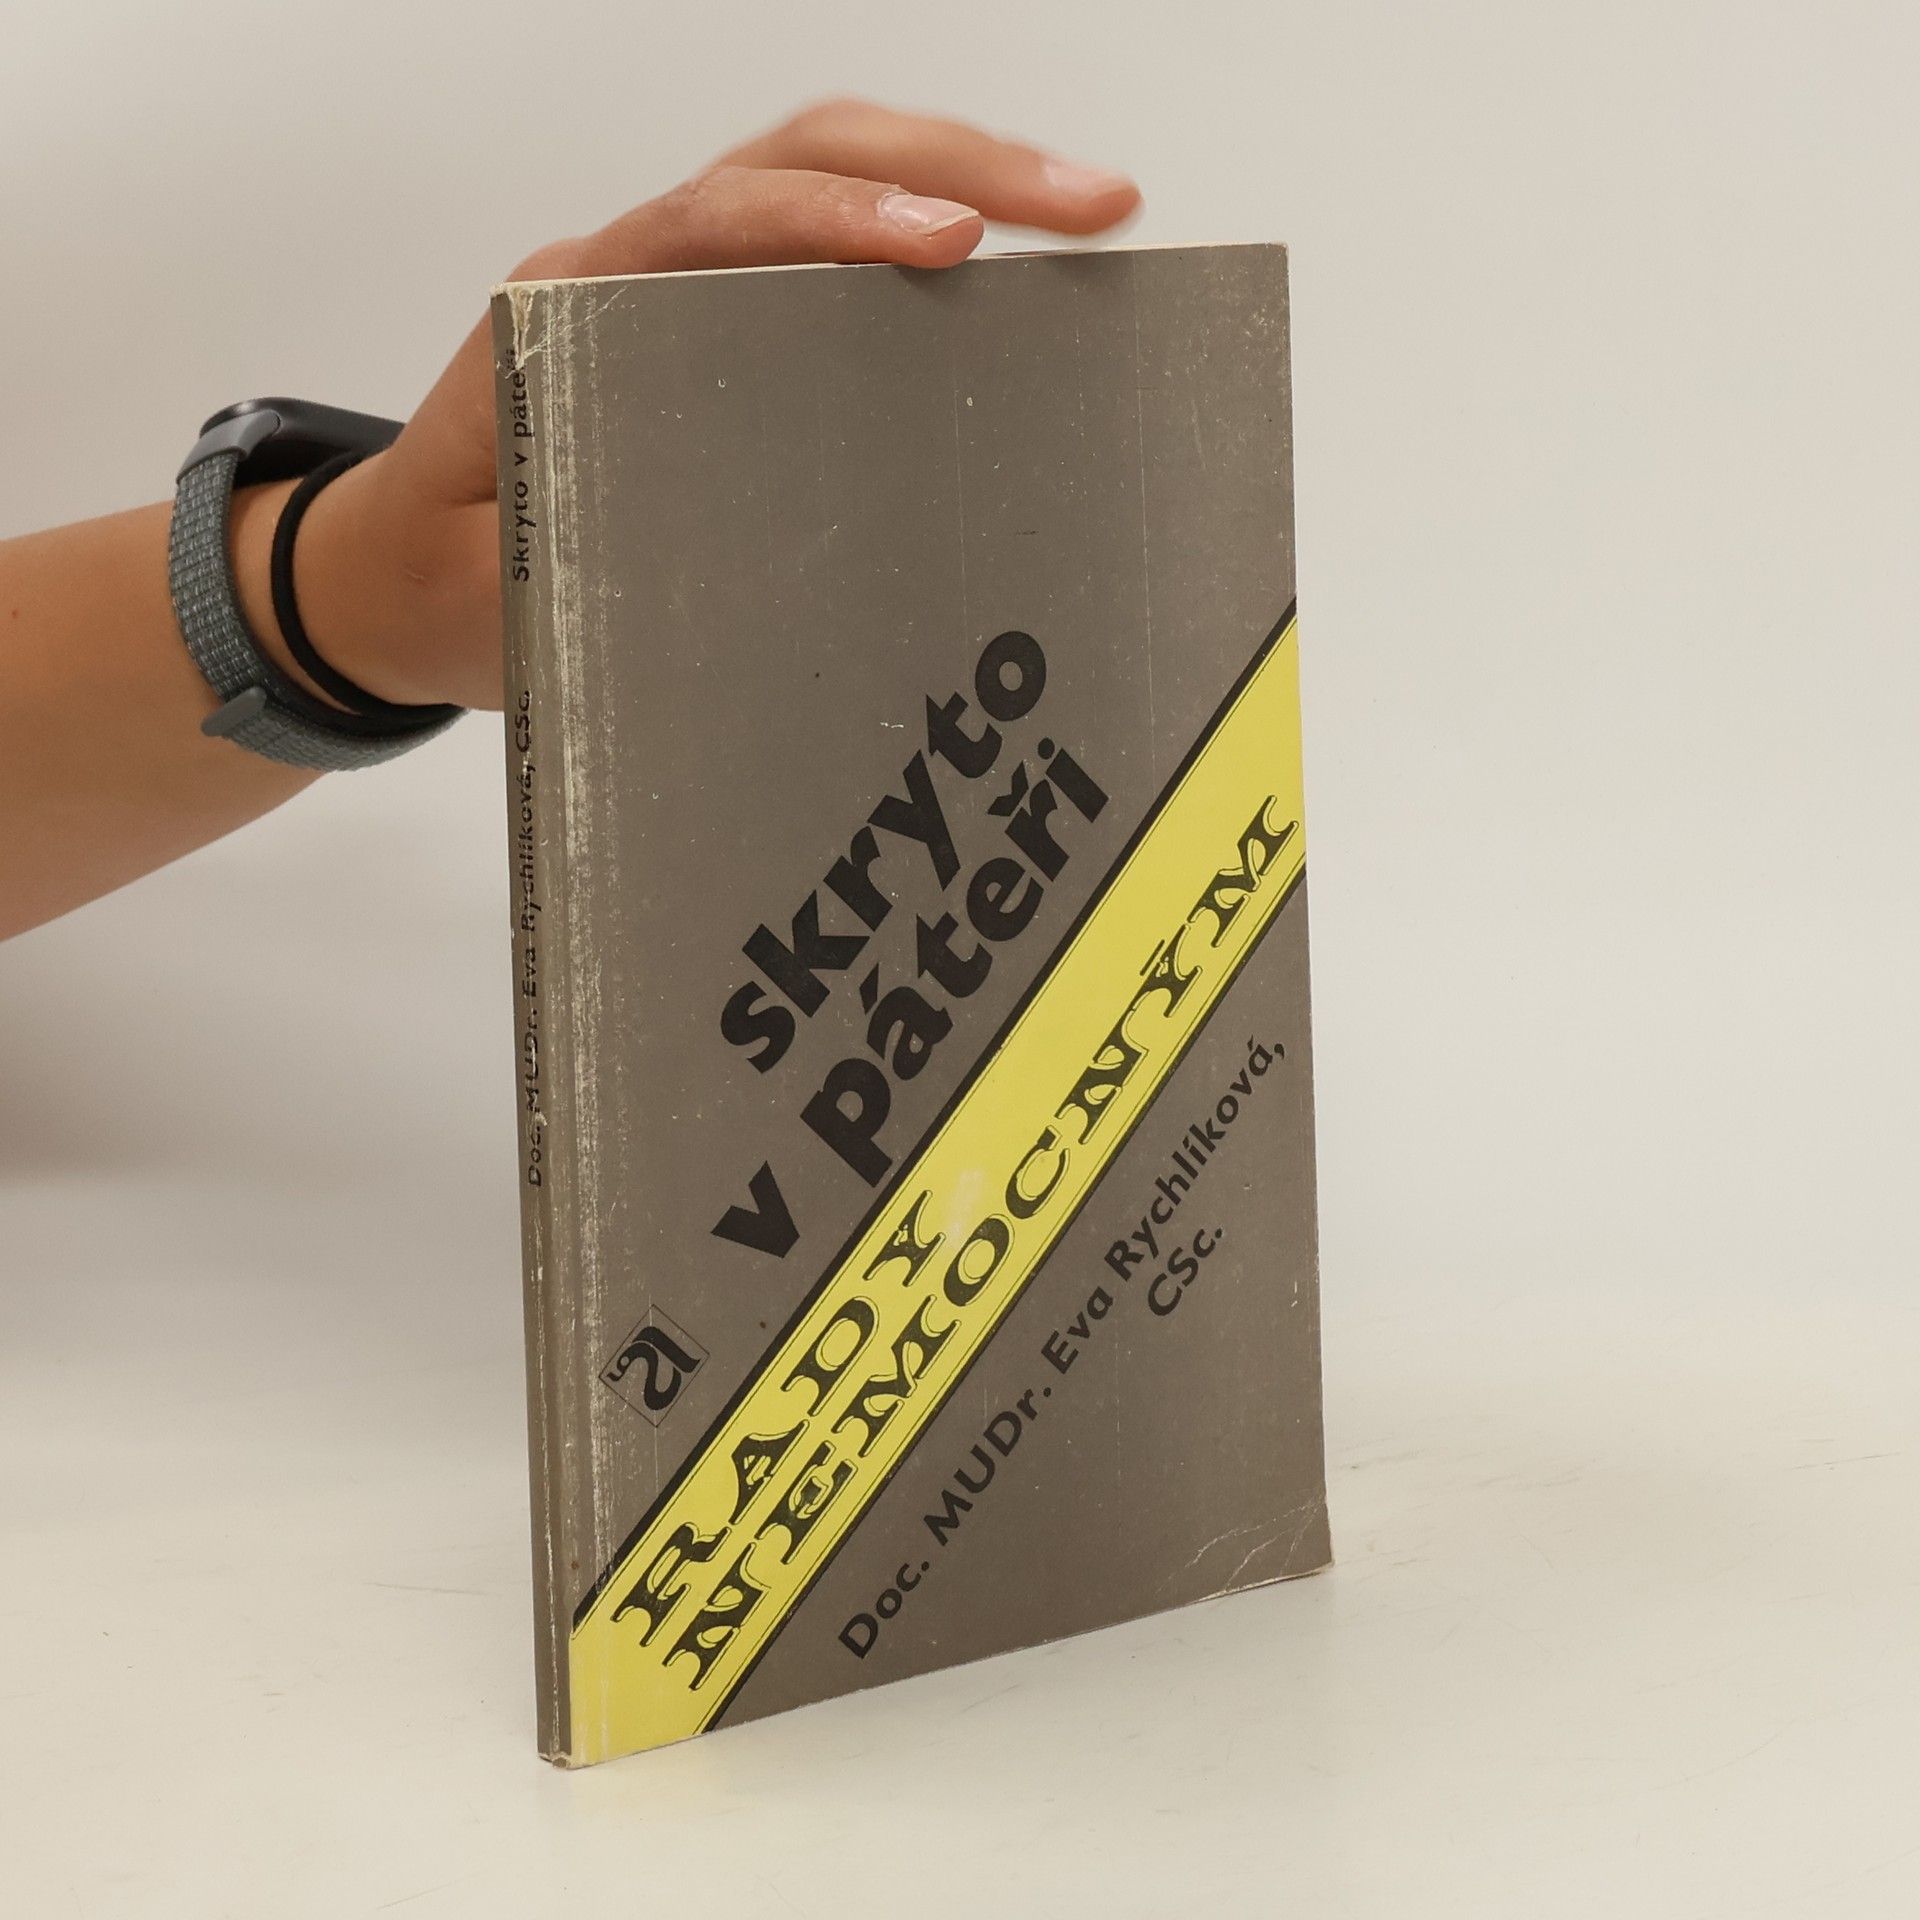 Doc. MUDr. Eva Rychlíková, CSc. Skryto v páteři
skryto
v páteři
RADY
NEMOCNÝM
Doc. MUDr. Eva Rychlíková,
CSc.